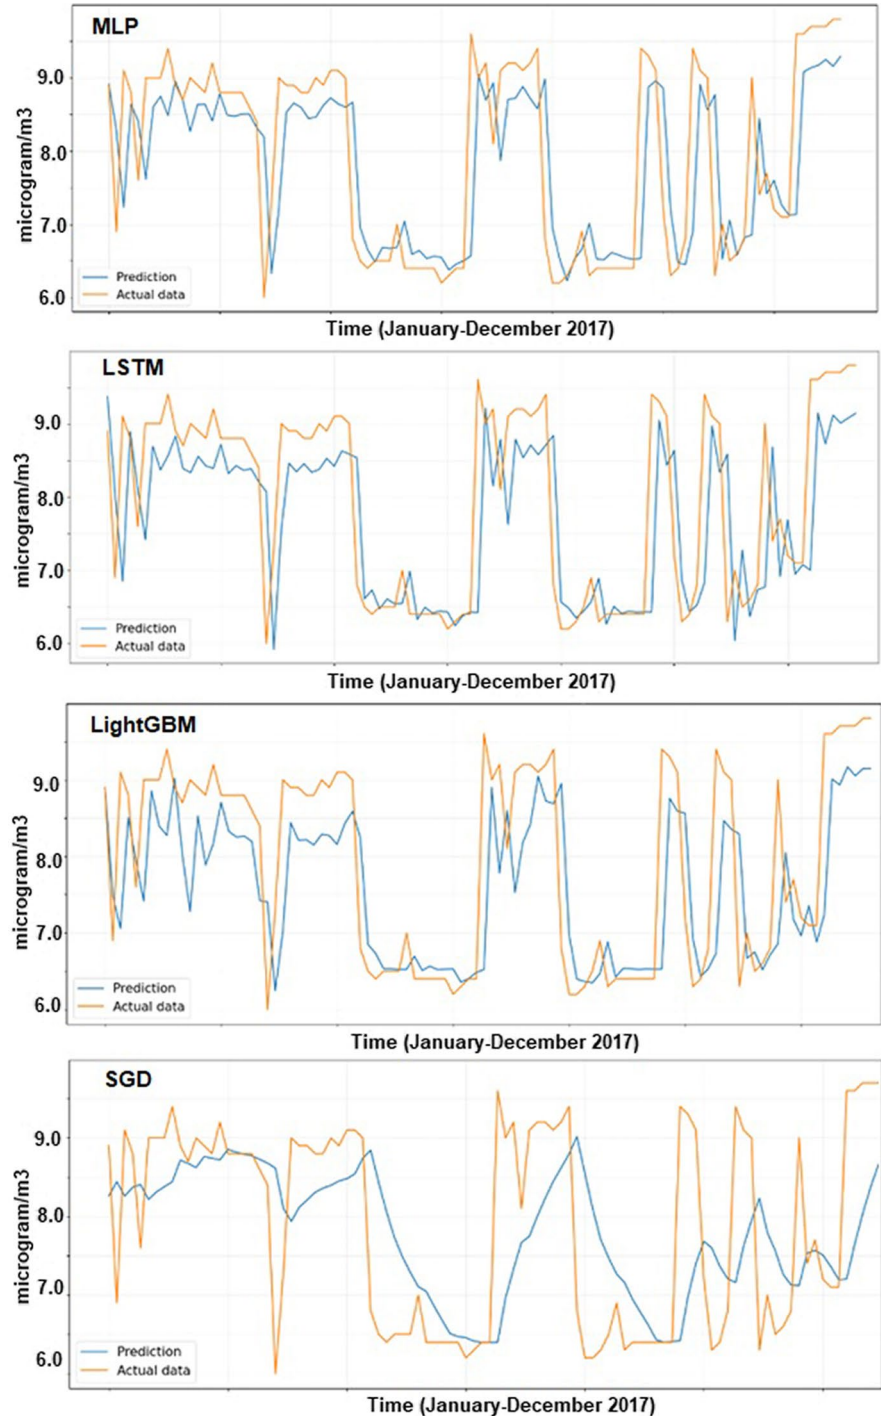 MLP
9.0
8.0
7.0
6.0
microgram/m3
Prediction
Actual data
Time (January-December 2017)
LSTM
9.0
8.0
7.0
6.0
microgram/m3
Prediction
Actual data
Time (January-December 2017)
LightGBM
9.0
8.0
7.0
6.0
microgram/m3
Prediction
Actual data
Time (January-December 2017)
SGD
9.0
8.0
7.0
6.0
microgram/m3
Prediction
Actual data
Time (January-December 2017)